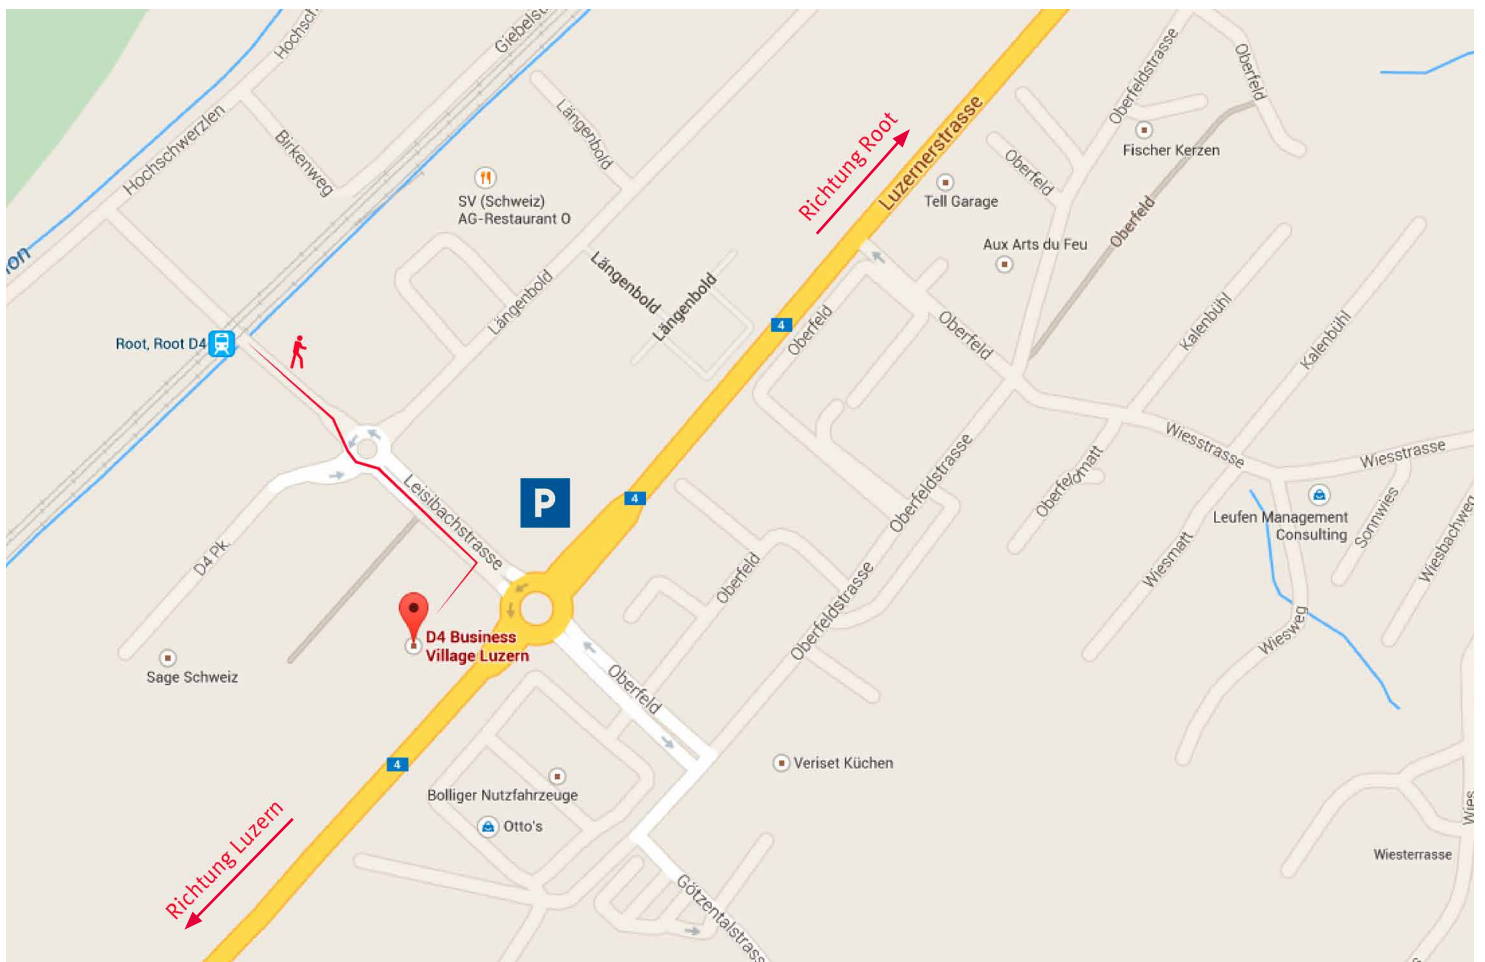 Hochsch
Giebelst
Oberfeldstrasse
Oberfeld
Hochschwerzlen
Birkenweg
Längenbold
Richtung Root
Luzernerstrasse
Fischer Kerzen
Oberfeld
SV (Schweiz)
AG-Restaurant O
Tell Garage
Oberfeld
Aux Arts du Feu
ion
Längenbold
Längenbold
Längenbold
4
Oberfeld
Oberfeld
Kalenbühl
Kalenbühl
Root, Root D4
Wiesstrasse
Wiesstrasse
Leisibachstrasse
P
4
Oberfeldstrasse
Oberfeldmatt
Leufen Management
Consulting
Sonnwies
Wiesbachweg
D4 Pk.
Oberfeld
Wiesmatt
Oberfeldstrasse
Wiesweg
D4 Business
Village Luzern
Sage Schweiz
Oberfeld
4
Veriset Küchen
Bolliger Nutzfahrzeuge
Otto's
Wies
Richtung Luzern
Wiesterrasse
Götzentalstrass